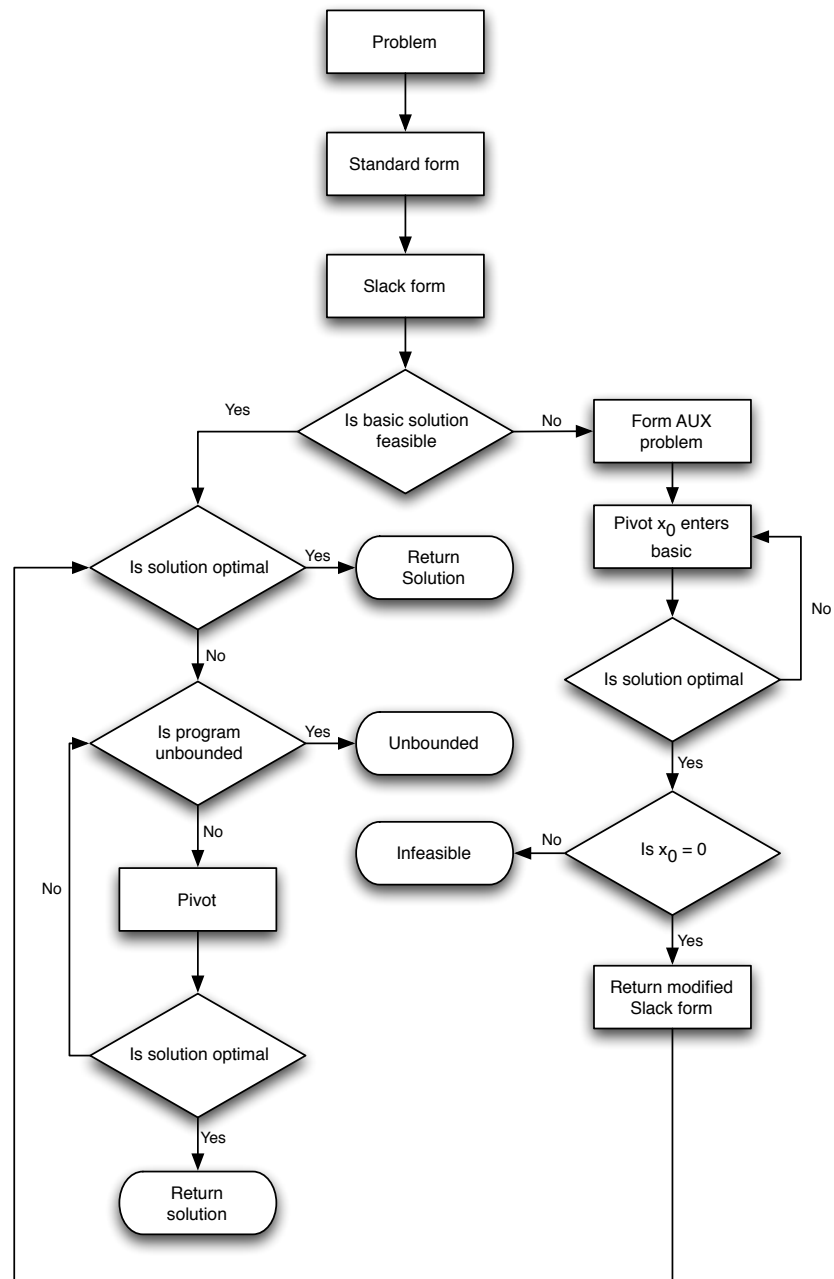 Problem
Standard form
Slack form
Is basic solution
feasible
Yes
No
Form AUX
problem
Pivot x0 enters
basic
No
Is solution optimal
Yes
Return
Solution
No
Is solution optimal
Yes
Is program
unbounded
Yes
Unbounded
No
Is x0 = 0
No
Infeasible
Yes
No
Pivot
Return modified
Slack form
Is solution optimal
Yes
Return
solution